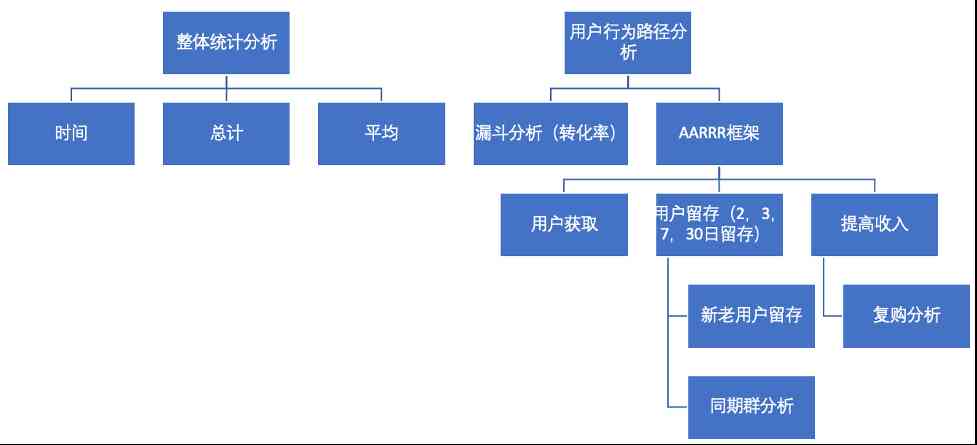 整体统计分析
用户行为路径分
析
时间
总计
平均
漏斗分析（转化率）
AARRR框架
用户获取
用户留存（2，3，
7，30日留存）
提高收入
新老用户留存
复购分析
同期群分析